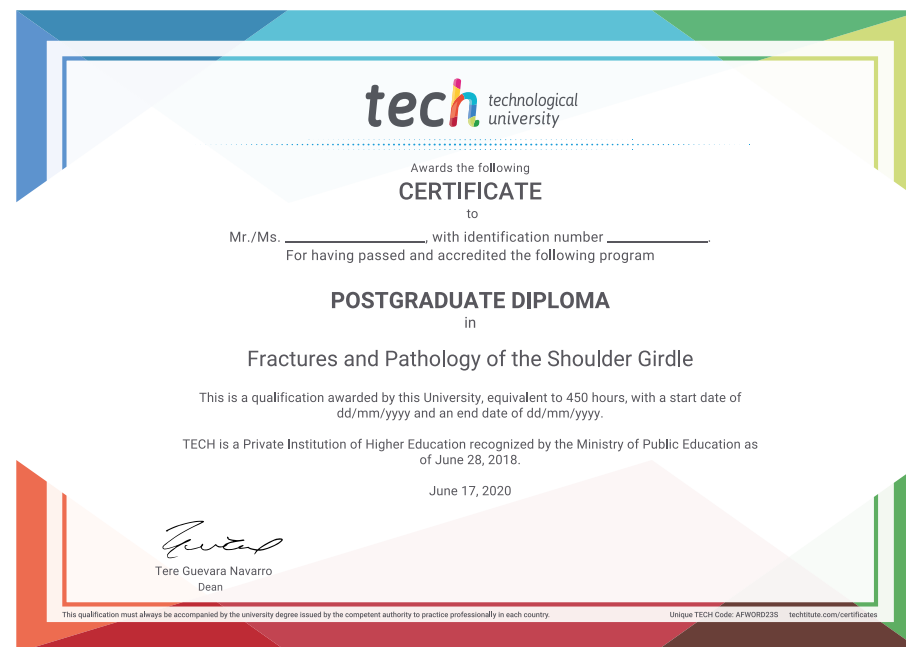 tech technological
university
Awards the following
CERTIFICATE
to
Mr./Ms. ____________________, with identification number ______________.
For having passed and accredited the following program
POSTGRADUATE DIPLOMA
in
Fractures and Pathology of the Shoulder Girdle
This is a qualification awarded by this University, equivalent to 450 hours, with a start date of
dd/mm/yyyy and an end date of dd/mm/yyyy.
TECH is a Private Institution of Higher Education recognized by the Ministry of Public Education as
of June 28, 2018.
June 17, 2020
Tere Guevara Navarro
Dean
This qualification must always be accompanied by the university degree issued by the competent authority to practice professionally in each country.
Unique TECH Code: AFWORD23S techtitute.com/certificates